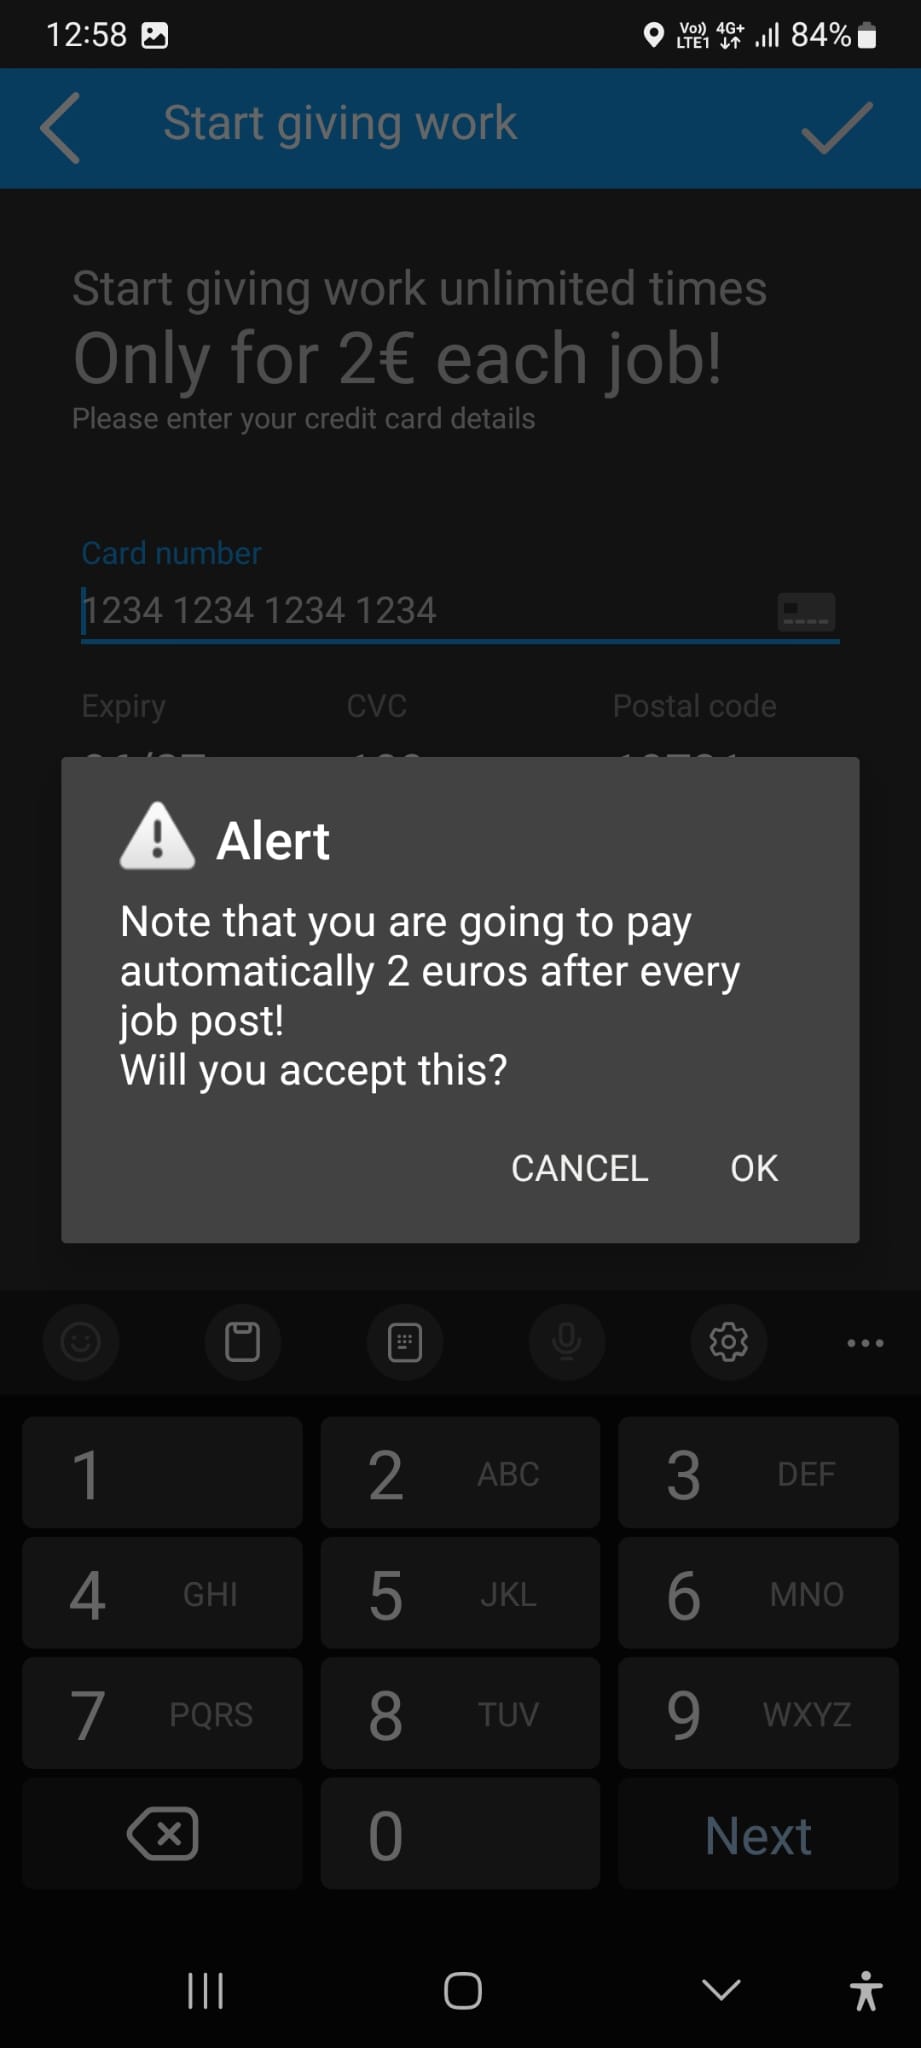 12:58
Vo)) LTE1 4G+ 84%
Start giving work
Start giving work unlimited times
Only for 2€ each job!
Please enter your credit card details
Card number
1234 1234 1234 1234
Expiry CVC Postal code
Alert
Note that you are going to pay
automatically 2 euros after every
job post!
Will you accept this?
CANCEL OK
1 2 ABC 3 DEF
4 GHI 5 JKL 6 MNO
7 PQRS 8 TUV 9 WXYZ
0 Next